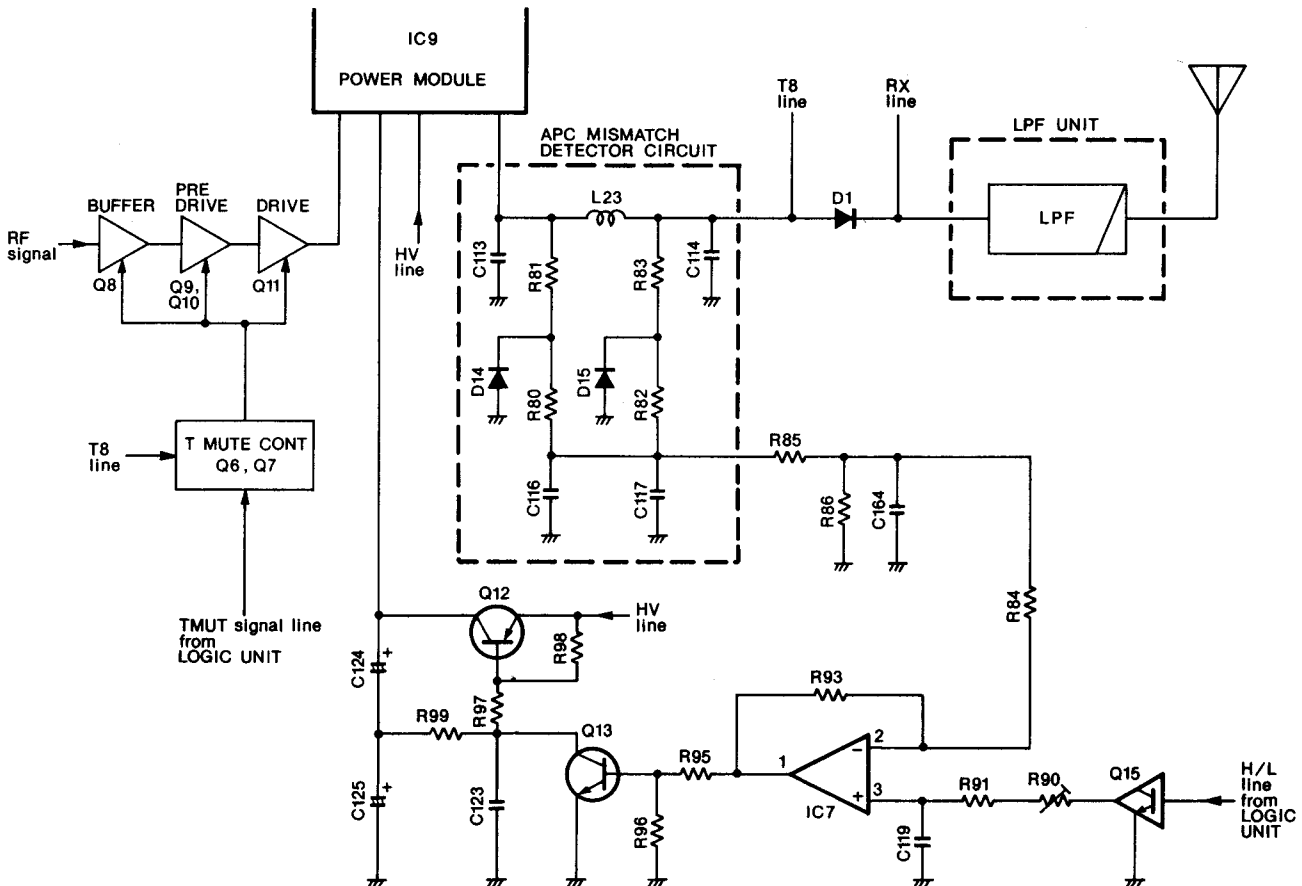 IC9
POWER MODULE
APC MISMATCH
DETECTOR CIRCUIT
T8
line
RX
line
LPF UNIT
BUFFER
PRE
DRIVE
DRIVE
RF
signal
Q8
Q9,
Q10
Q11
HV
line
C113
R81
L23
R83
C114
D1
LPF
D14
R80
D15
R82
T8
line
T MUTE CONT
Q6, Q7
C116
C117
R85
R86
C164
R84
TMUT signal line
from
LOGIC UNIT
Q12
HV
line
R98
C124
+
R97
R99
Q13
R93
C125
+
C123
R95
R96
1
2
-
3
+
IC7
R91
R90
Q15
C119
H/L
line
from
LOGIC
UNIT